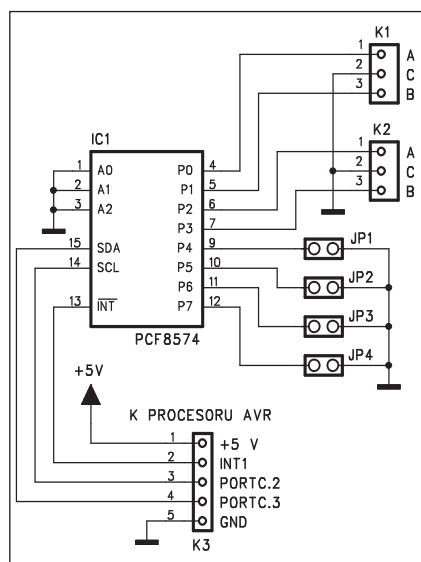 K1
1 A
2 C
3 B
K2
1 A
2 C
3 B
IC1
1 A0 P0 4
2 A1 P1 5
3 A2 P2 6
P3 7
15 SDA P4 9 JP1
14 SCL P5 10 JP2
P6 11 JP3
13 INT P7 12 JP4
PCF8574
+5V
K PROCESORU AVR
1 +5 V
2 INT1
3 PORTC.2
4 PORTC.3
5 GND
K3